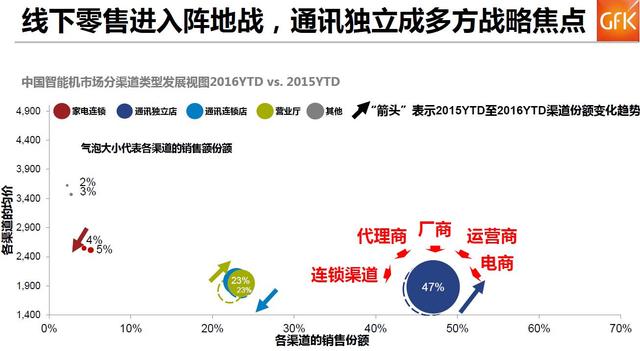 线下零售进入阵地战，通讯独立成多方战略焦点
GFK
中国智能机市场分渠道类型发展视图2016YTD vs. 2015YTD
家电连锁 通讯独立店 通讯连锁店 营业厅 其他
“箭头”表示2015YTD至2016YTD渠道份额变化趋势
气泡大小代表各渠道的销售额份额
各渠道的均价
4,900
4,400
3,900
3,400
2,900
2,400
1,900
1,400
2%
3%
4%
5%
23%
23%
47%
厂商
代理商
运营商
连锁渠道
电商
0% 10% 20% 30% 40% 50% 60% 70%
各渠道的销售份额